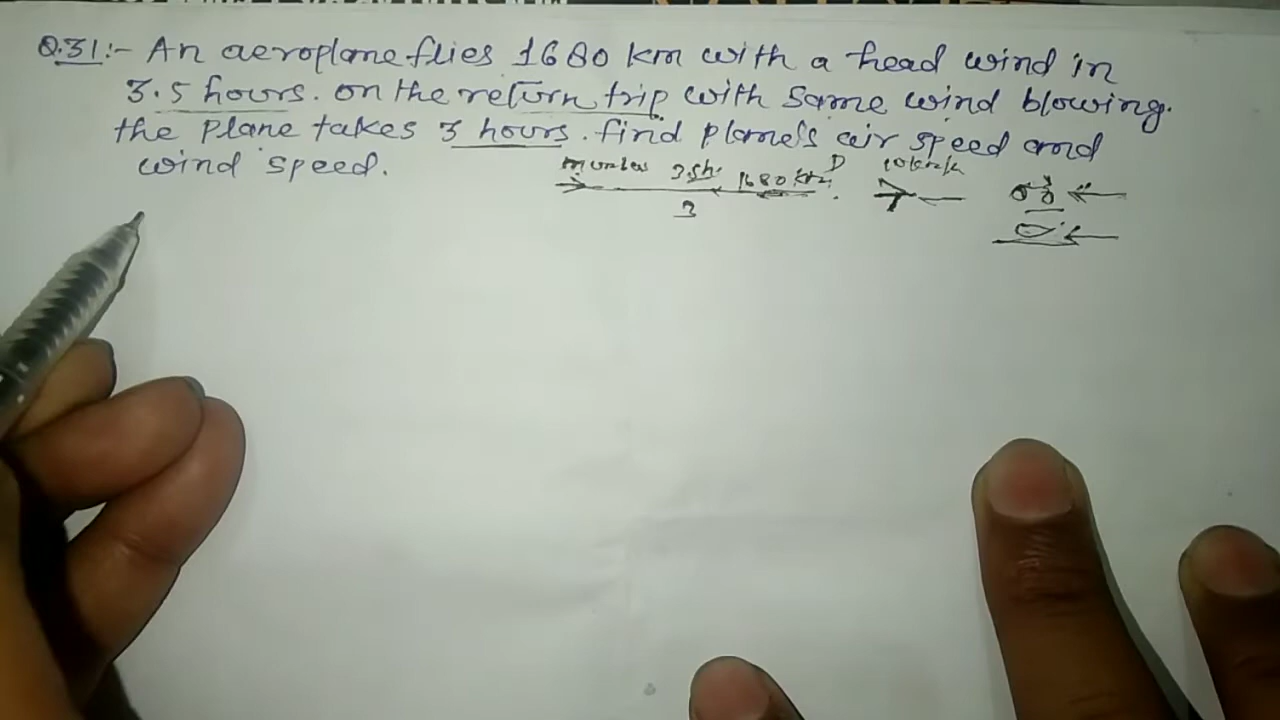 Q.31:- An aeroplane flies 1680 km with a head wind in
3.5 hours. on the return trip with same wind blowing.
the plane takes 3 hours. find plane's air speed and
wind speed.
3.5h 1680 km D 10km/h
3